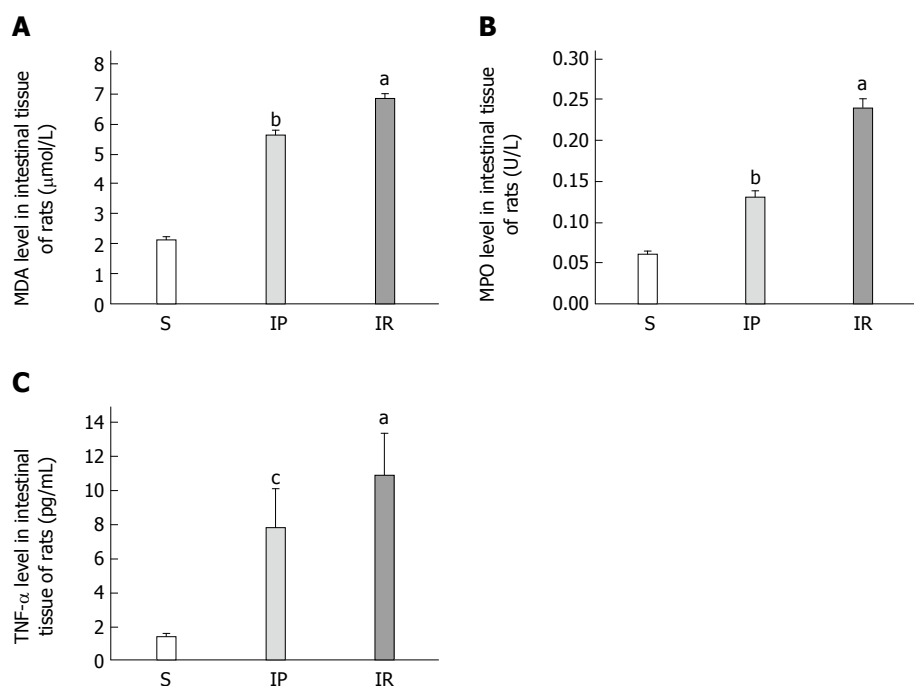 A
MDA level in intestinal tissue
of rats (μmol/L)
8
7
6
5
4
3
2
1
0
b
a
S IP IR
B
MPO level in intestinal tissue
of rats (U/L)
0.30
0.25
0.20
0.15
0.10
0.05
0.00
b
a
S IP IR
C
TNF-α level in intestinal
tissue of rats (pg/mL)
14
12
10
8
6
4
2
0
c
a
S IP IR